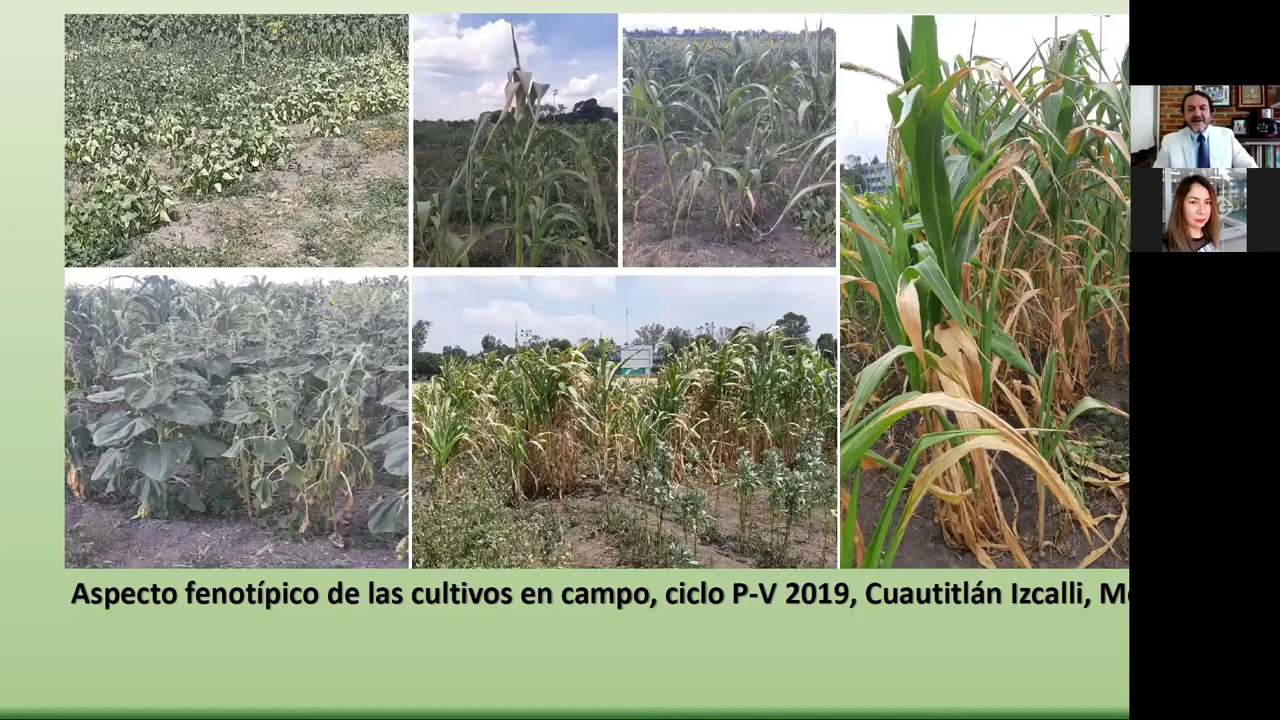 Aspecto fenotípico de las cultivos en campo, ciclo P-V 2019, Cuautitlán Izcalli,